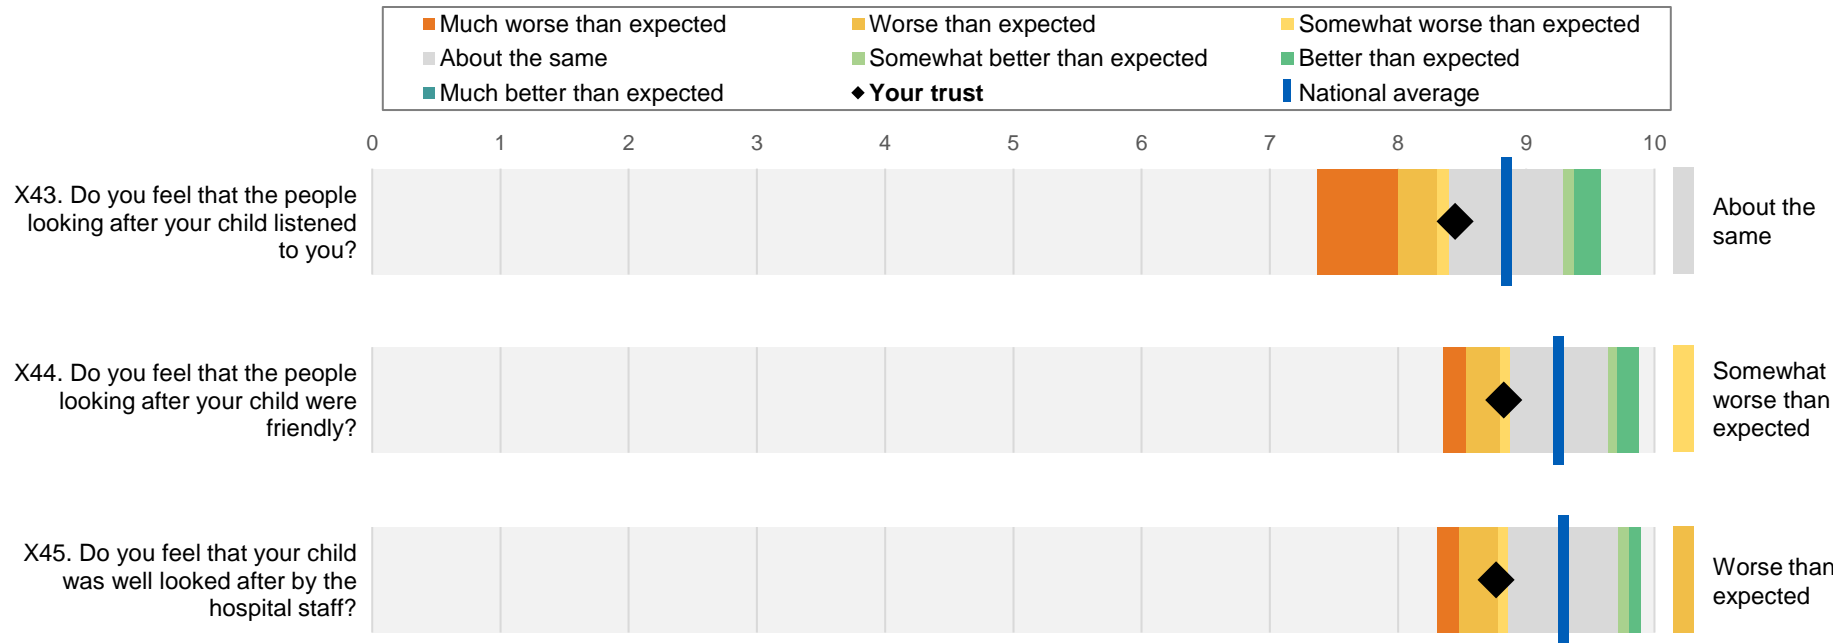 Much worse than expected
Worse than expected
Somewhat worse than expected
About the same
Somewhat better than expected
Better than expected
Much better than expected
Your trust
National average
0 1 2 3 4 5 6 7 8 9 10
X43. Do you feel that the people
looking after your child listened
to you?
About the
same
X44. Do you feel that the people
looking after your child were
friendly?
Somewhat
worse than
expected
X45. Do you feel that your child
was well looked after by the
hospital staff?
Worse than
expected